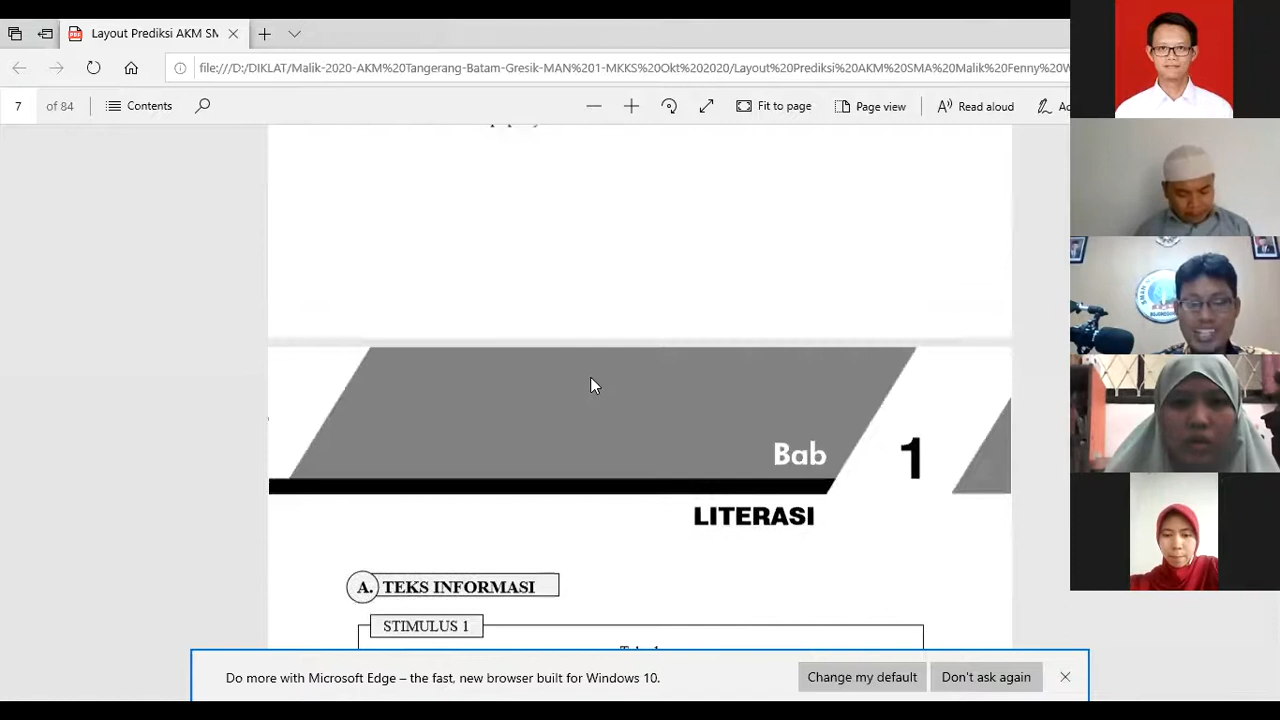 Layout Prediksi AKM SM
file:///D:/DIKLAT/Malik-2020-AKM%20Tangerang-Batam-Gresik-MAN%201-MKKS%20Okt%202020/Layout%20Prediksi%20AKM%20SMA%20Malik%20Fenny%20W
7 of 84 Contents Fit to page Page view Read aloud
Bab 1
LITERASI
A. TEKS INFORMASI
STIMULUS 1
Do more with Microsoft Edge – the fast, new browser built for Windows 10. Change my default Don't ask again